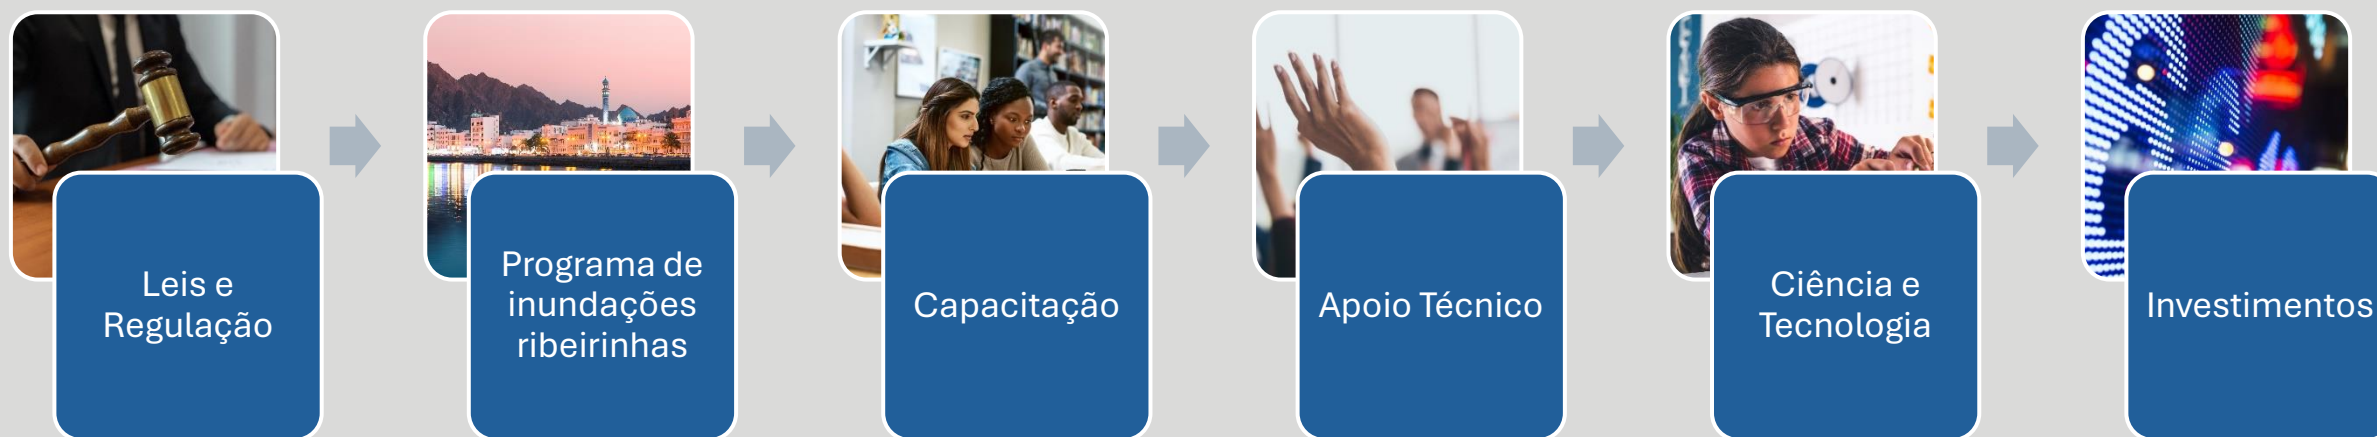 Leis e
Regulação
Programa de
inundações
ribeirinhas
Capacitação
Apoio Técnico
Ciência e
Tecnologia
Investimentos